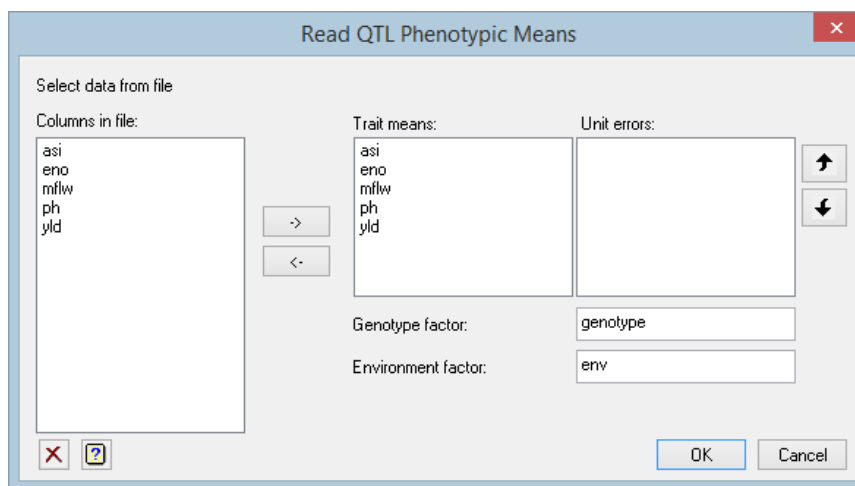 Read QTL Phenotypic Means
Select data from file
Columns in file:
asi
eno
mflw
ph
yld
->
<-
Trait means:
asi
eno
mflw
ph
yld
Unit errors:
Genotype factor:
genotype
Environment factor:
env
?
OK
Cancel